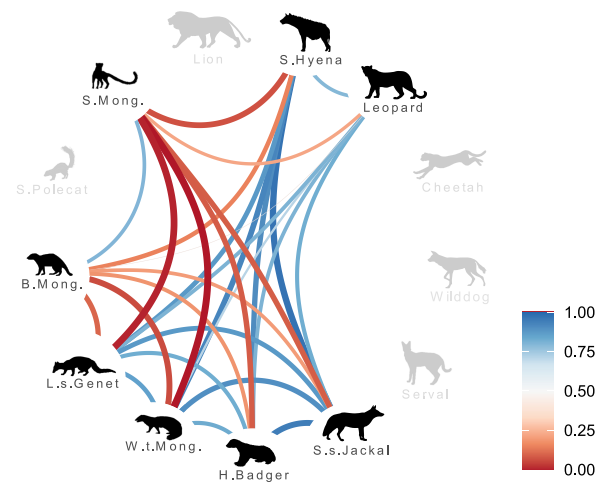 Lion
S.Hyena
Leopard
S.Mong.
Cheetah
S.Polecat
B.Mong.
Wilddog
L.s.Genet
Serval
W.t.Mong.
H.Badger
S.s.Jackal
1.00
0.75
0.50
0.25
0.00